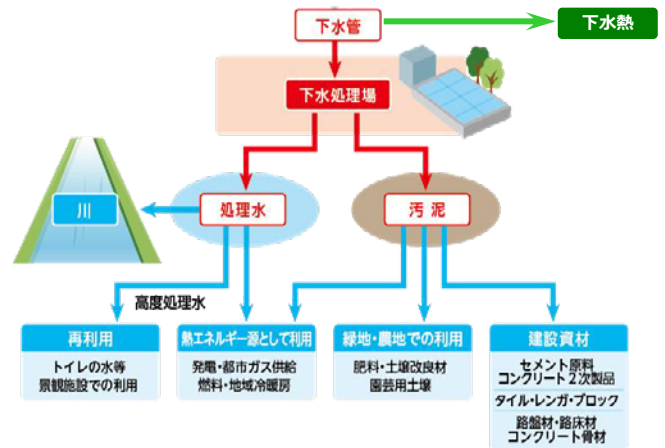 下水管
下水熱
下水処理場
川
処理水
汚泥
高度処理水
再利用
トイレの水等
景観施設での利用
熱エネルギー源として利用
発電・都市ガス供給
燃料・地域冷暖房
緑地・農地での利用
肥料・土壌改良材
園芸用土壌
建設資材
セメント原料
コンクリート2次製品
タイル・レンガ・ブロック
路盤材・路床材
コンクリート骨材